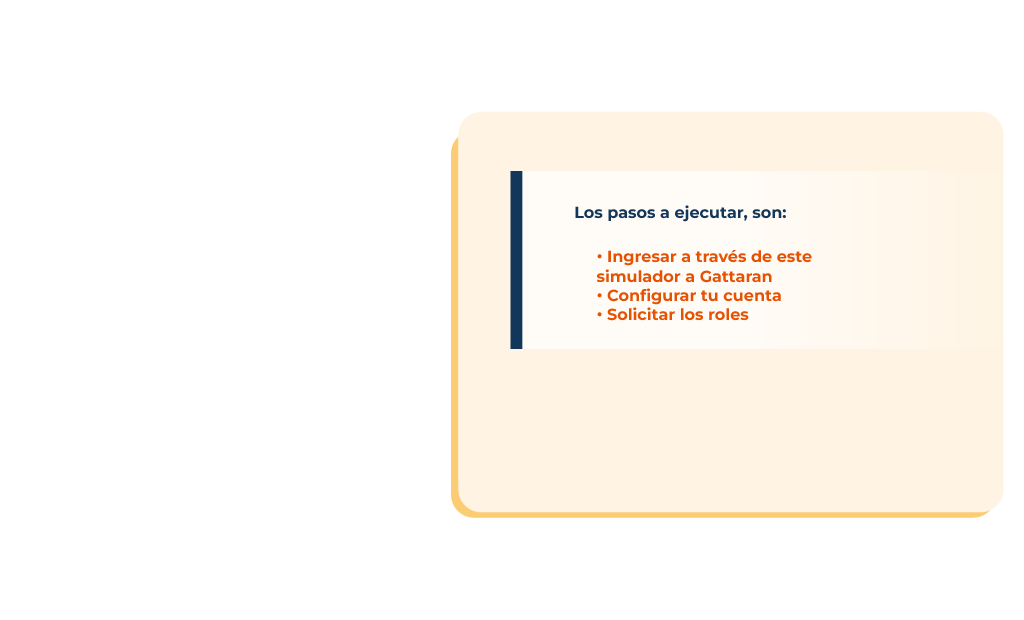 Los pasos a ejecutar, son:
• Ingresar a través de este
simulador a Gattaran
• Configurar tu cuenta
• Solicitar los roles